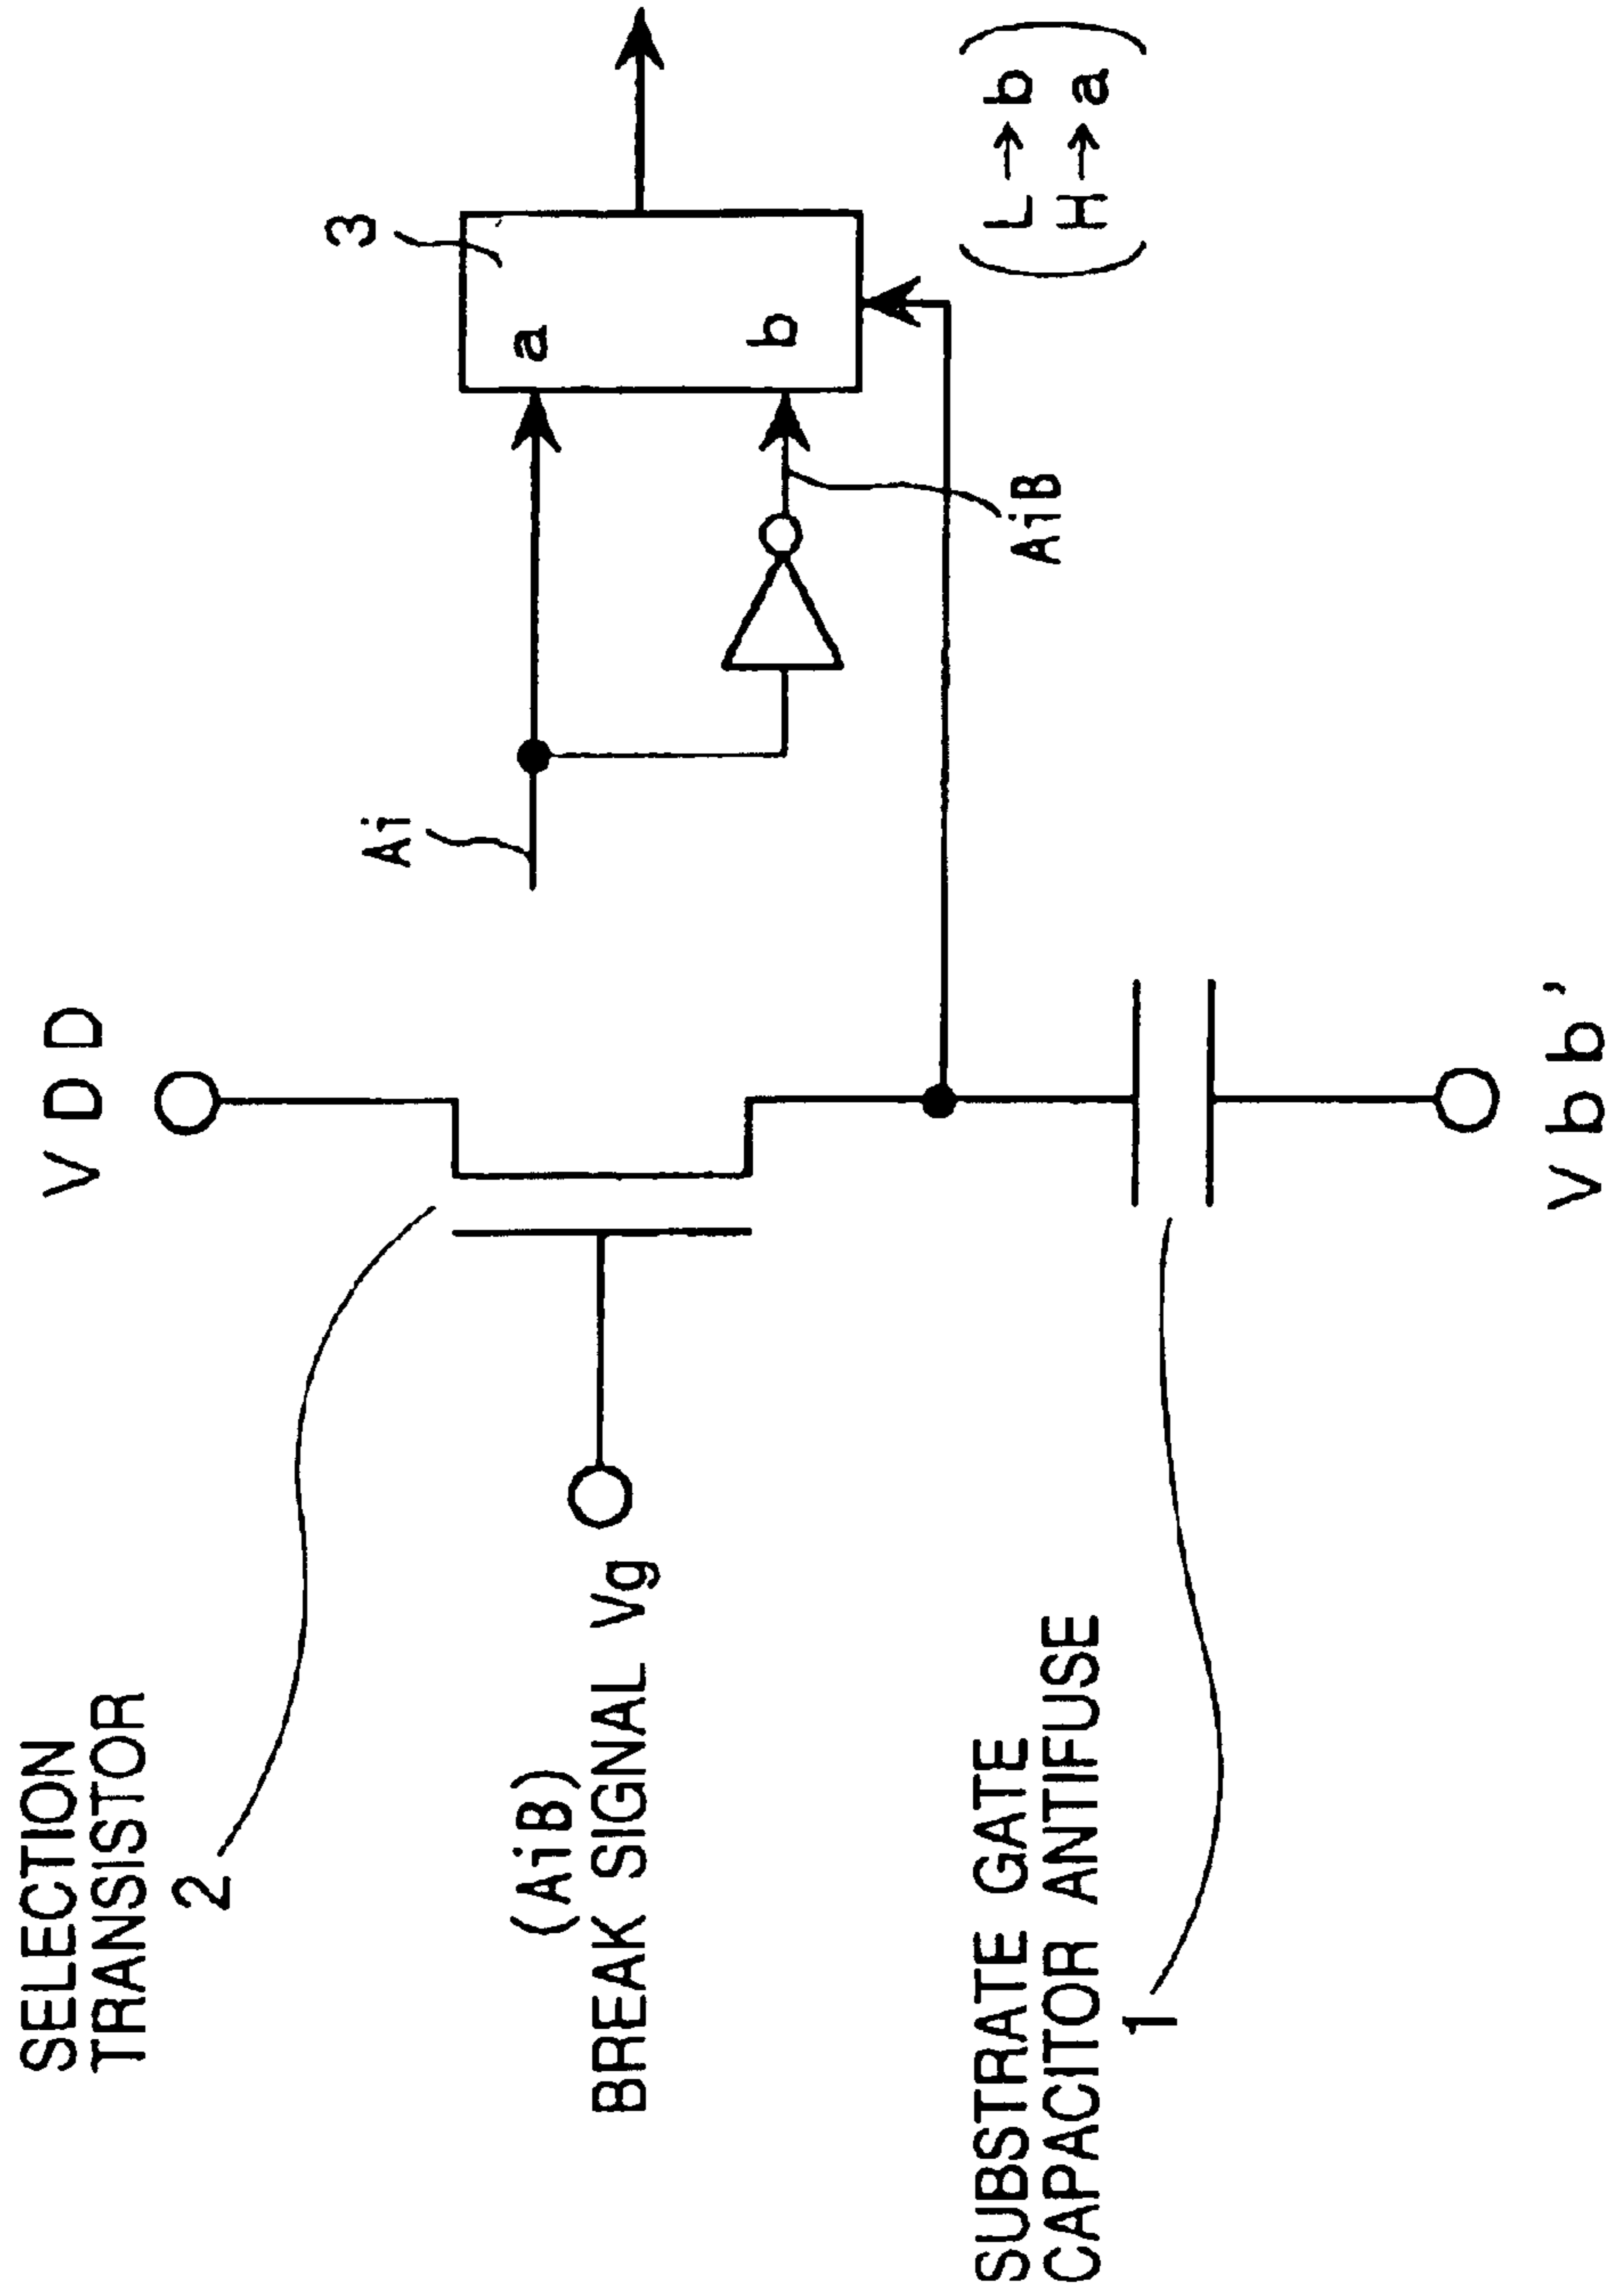 SELECTION
TRANSISTOR
2
VDD
(AiB)
BREAK SIGNAL Vg
Ai
3
a
b
AiB
L→b
H→a
SUBSTRATE GATE
CAPACITOR ANTIFUSE
1
Vbb'